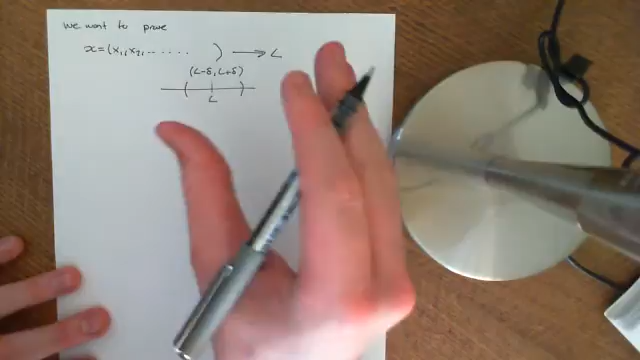 we want to prove
x = (x₁, x₂, ....... ) ⟶ L
(L-δ, L+δ)
L